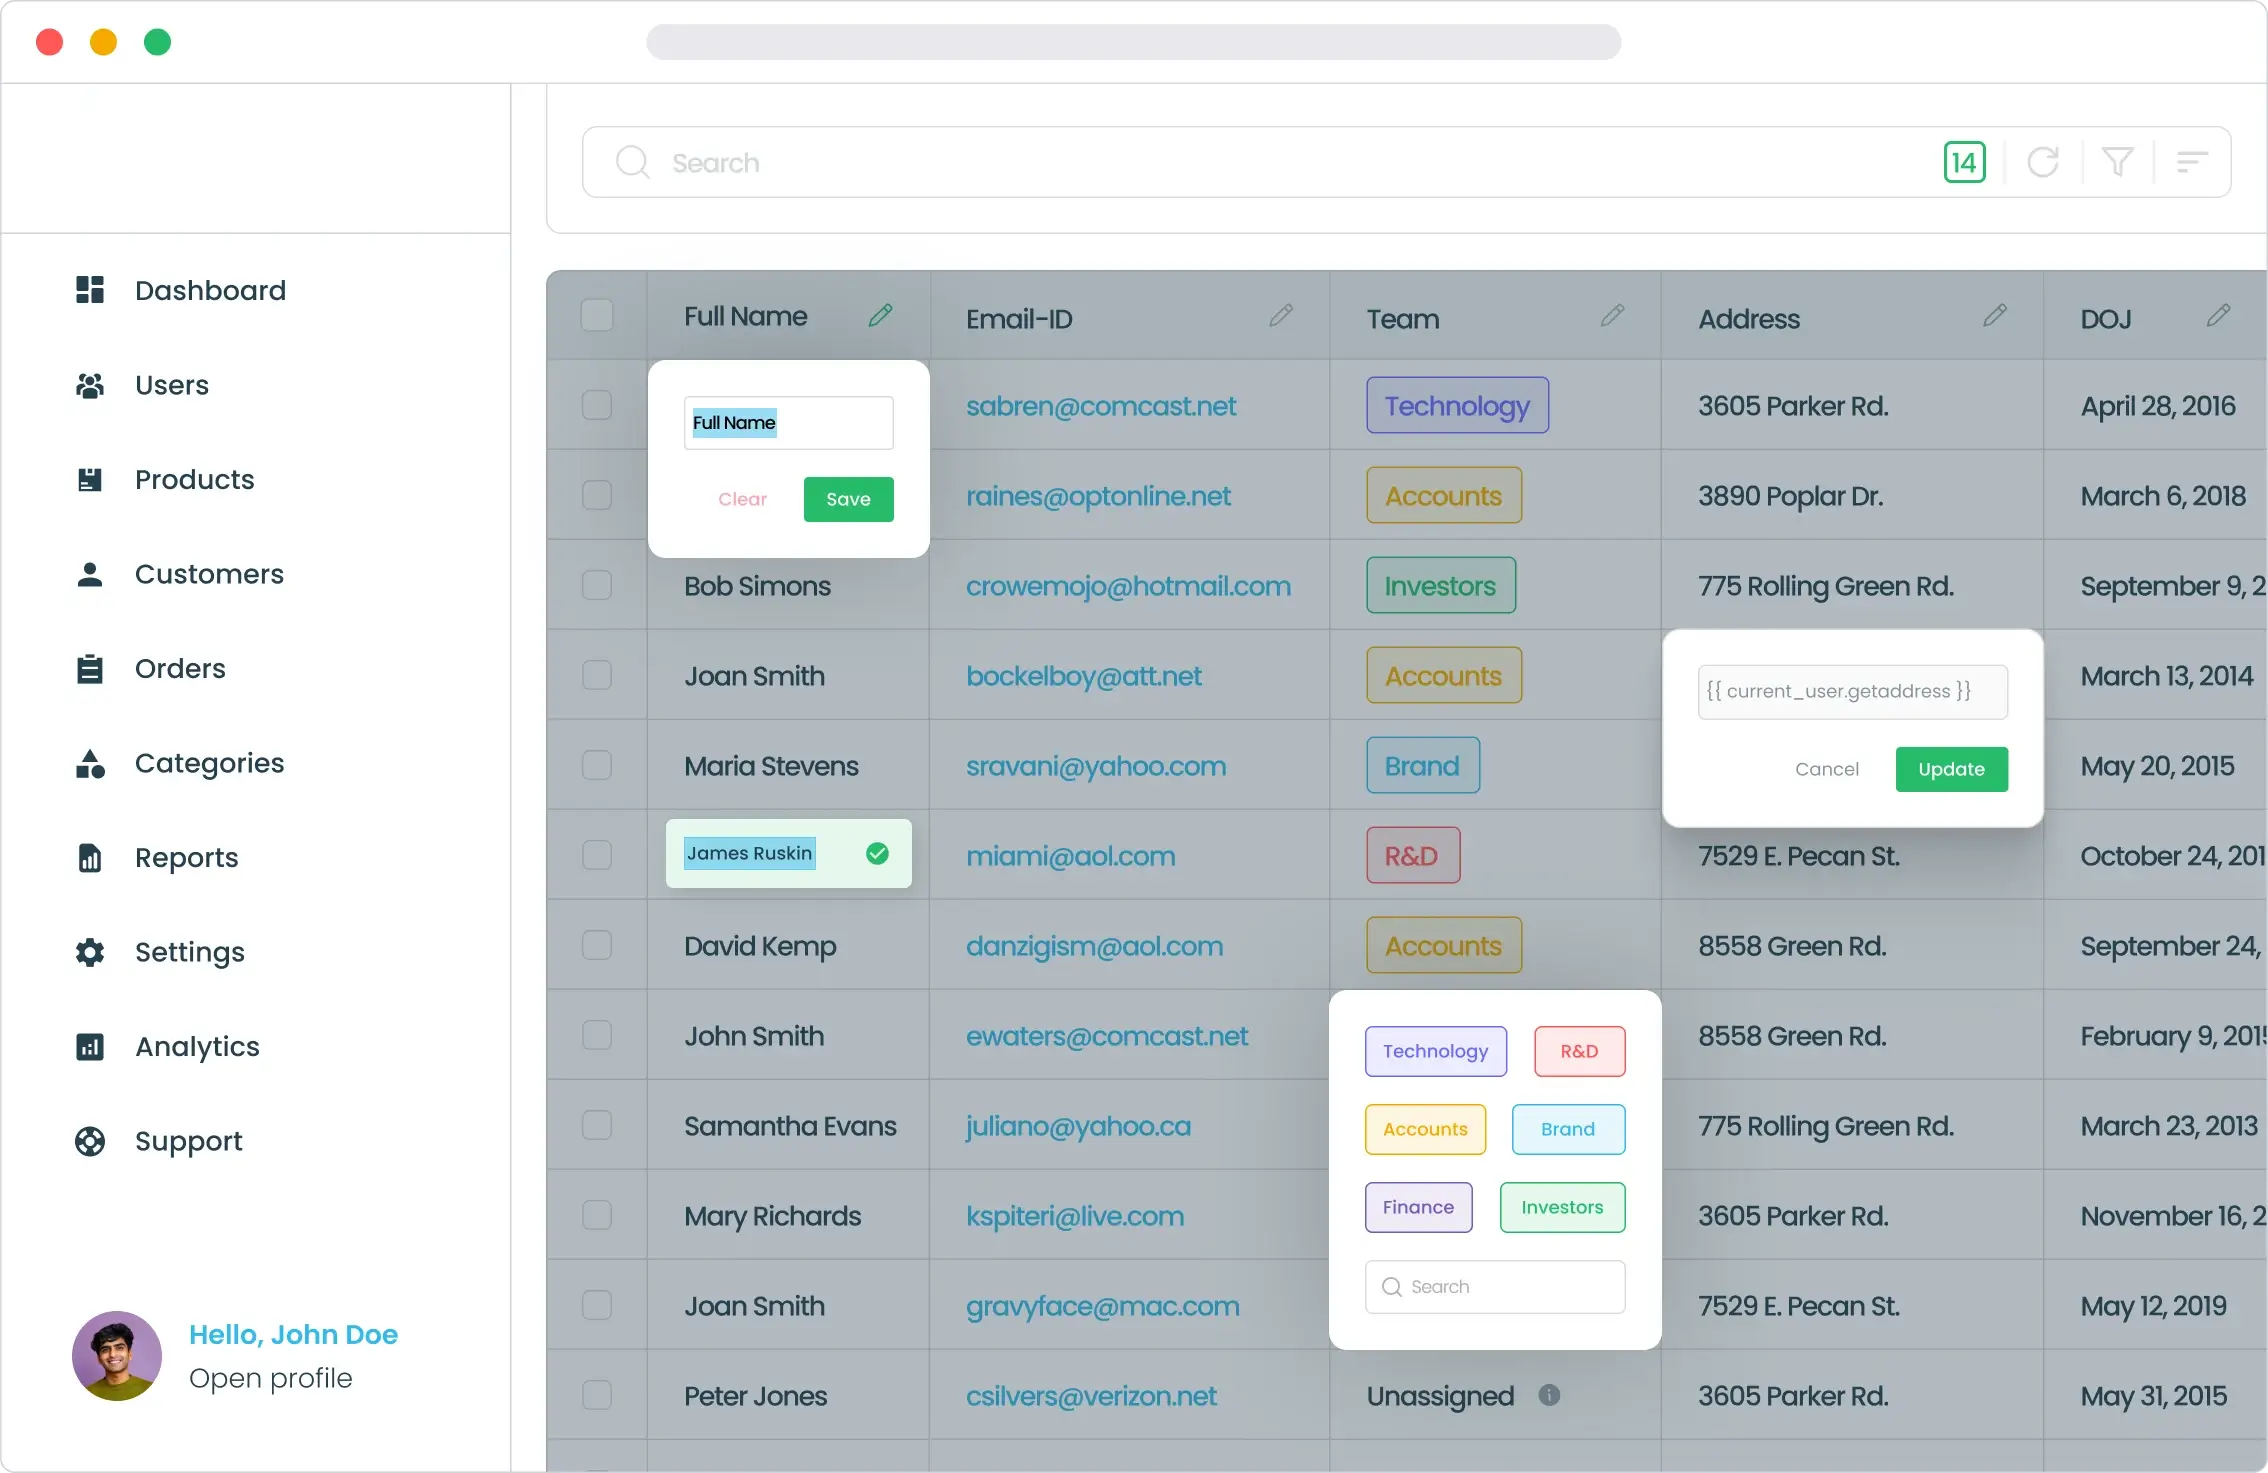 Search
14
Dashboard
Users
Products
Customers
Orders
Categories
Reports
Settings
Analytics
Support
Hello, John Doe
Open profile
Full Name Email-ID Team Address DOJ
Full Name
Clear Save
sabren@comcast.net Technology 3605 Parker Rd. April 28, 2016
raines@optonline.net Accounts 3890 Poplar Dr. March 6, 2018
Bob Simons crowemojo@hotmail.com Investors 775 Rolling Green Rd. September 9, 2
Joan Smith bockelboy@att.net Accounts March 13, 2014
{{ current_user.getaddress }}
Cancel Update
Maria Stevens sravani@yahoo.com Brand May 20, 2015
James Ruskin miami@aol.com R&D 7529 E. Pecan St. October 24, 201
David Kemp danzigism@aol.com Accounts 8558 Green Rd. September 24,
John Smith ewaters@comcast.net 8558 Green Rd. February 9, 2015
Technology R&D
Accounts Brand
Finance Investors
Search
Samantha Evans juliano@yahoo.ca 775 Rolling Green Rd. March 23, 2013
Mary Richards kspiteri@live.com 3605 Parker Rd. November 16, 2
Joan Smith gravyface@mac.com 7529 E. Pecan St. May 12, 2019
Peter Jones csilvers@verizon.net Unassigned 3605 Parker Rd. May 31, 2015